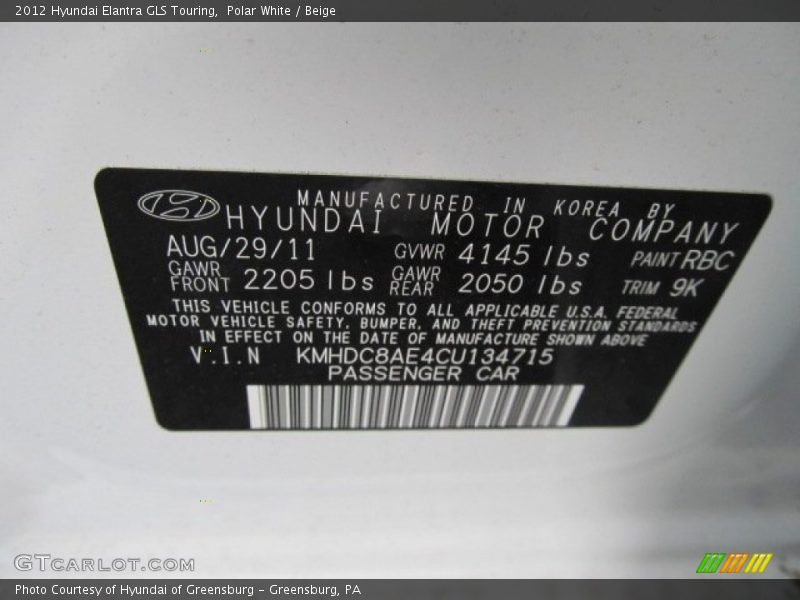 2012 Hyundai Elantra GLS Touring,  Polar White / Beige
MANUFACTURED IN KOREA BY
HYUNDAI MOTOR COMPANY
AUG/29/11 GVWR 4145 lbs PAINT RBC
GAWR FRONT 2205 lbs GAWR REAR 2050 lbs TRIM 9K
THIS VEHICLE CONFORMS TO ALL APPLICABLE U.S.A. FEDERAL
MOTOR VEHICLE SAFETY, BUMPER, AND THEFT PREVENTION STANDARDS
IN EFFECT ON THE DATE OF MANUFACTURE SHOWN ABOVE
V.I.N KMHDC8AE4CU134715
PASSENGER CAR
GTCARLOT.COM
Photo Courtesy of Hyundai of Greensburg - Greensburg, PA